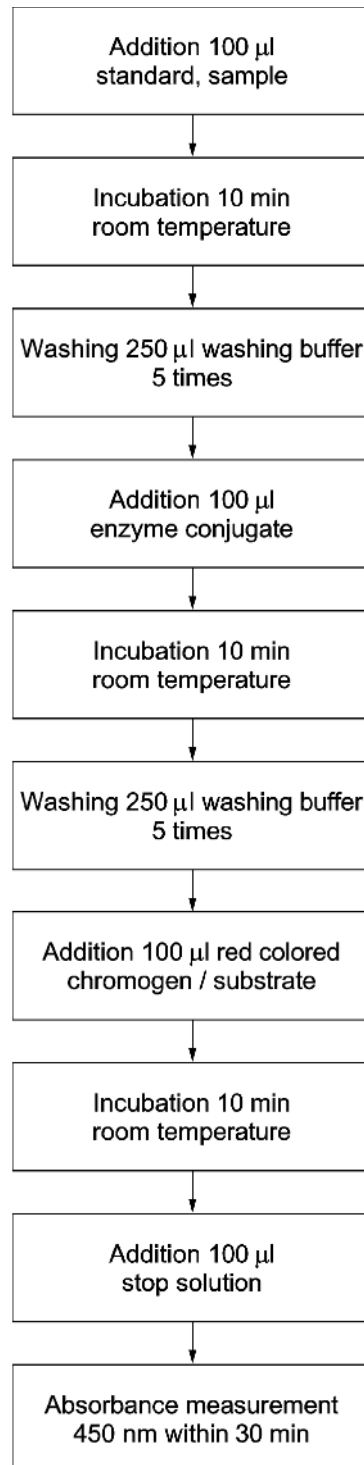 Addition 100 μl
standard, sample
Incubation 10 min
room temperature
Washing 250 μl washing buffer
5 times
Addition 100 μl
enzyme conjugate
Incubation 10 min
room temperature
Washing 250 μl washing buffer
5 times
Addition 100 μl red colored
chromogen / substrate
Incubation 10 min
room temperature
Addition 100 μl
stop solution
Absorbance measurement
450 nm within 30 min